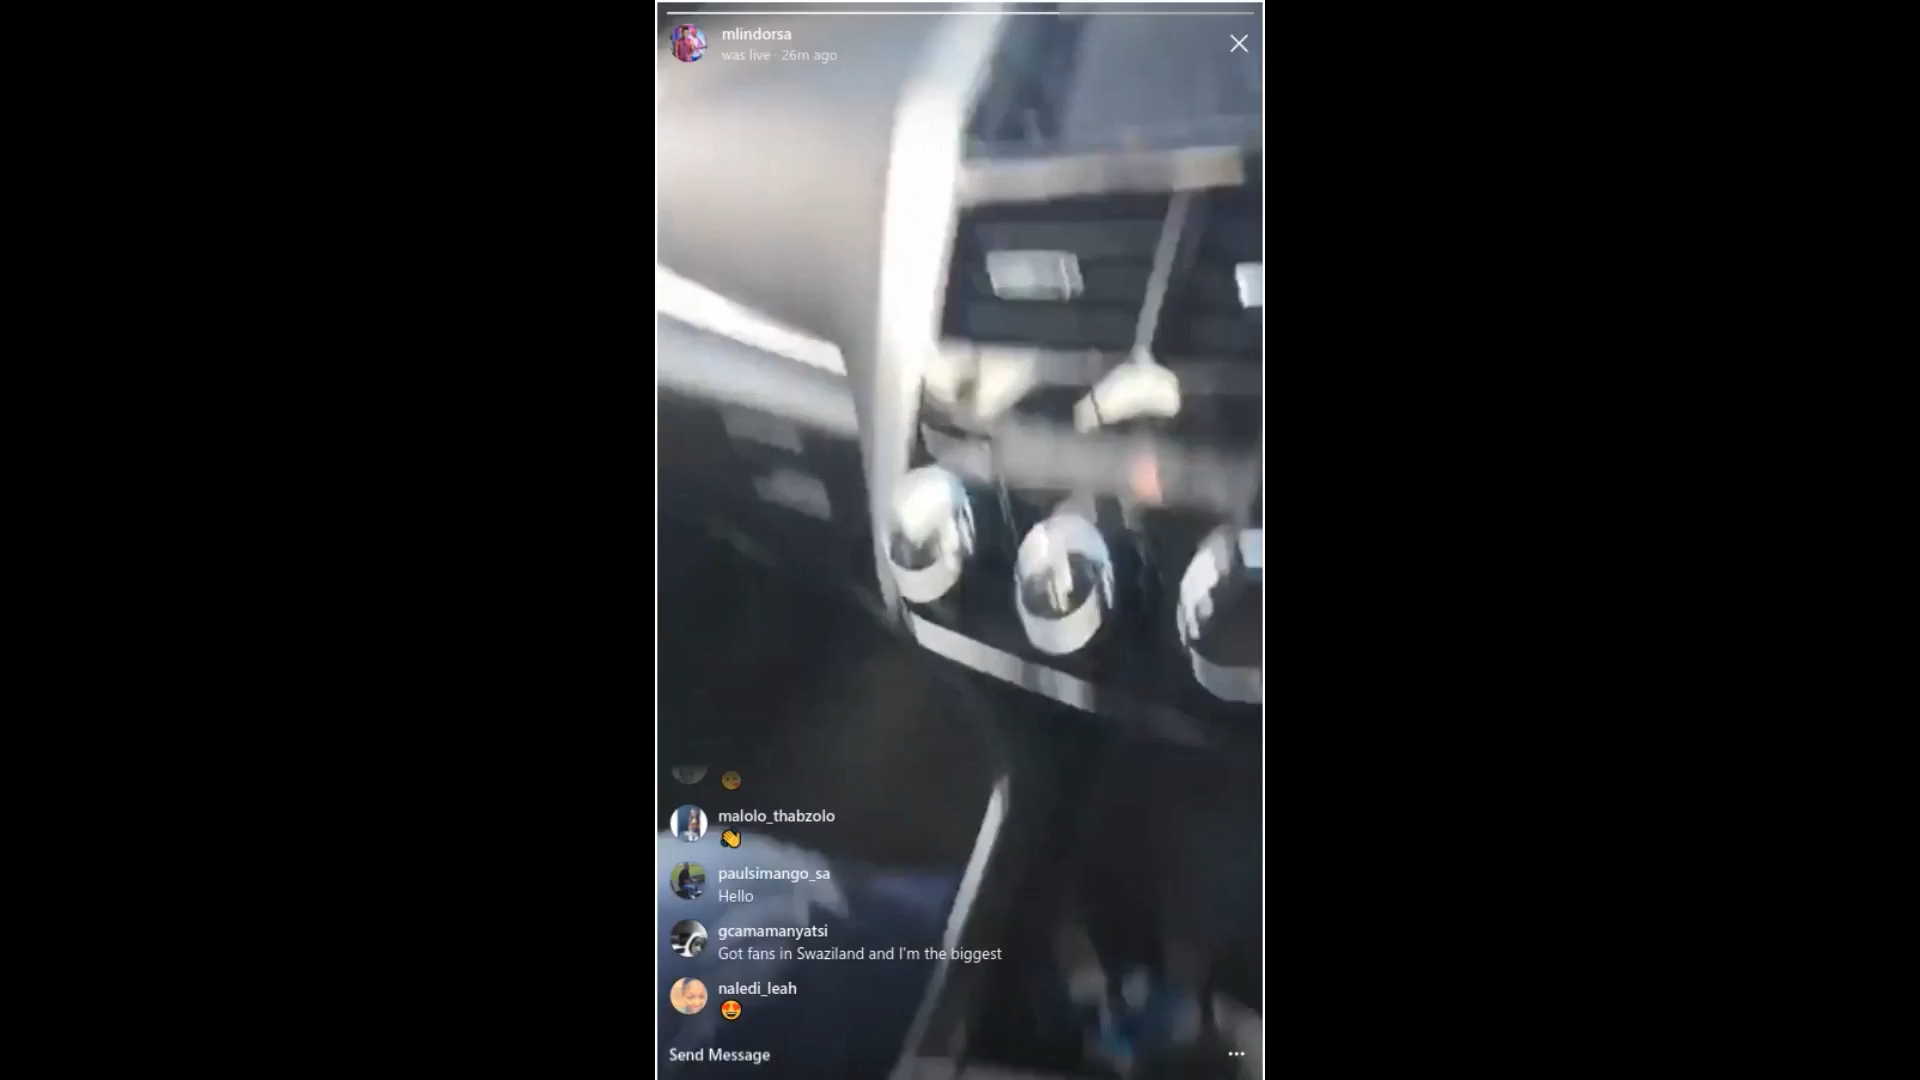 mlindorsa
was live · 26m ago
malolo_thabzolo
👏
paulsimango_sa
Hello
gcamamanyatsi
Got fans in Swaziland and I'm the biggest
naledi_leah
😍
Send Message